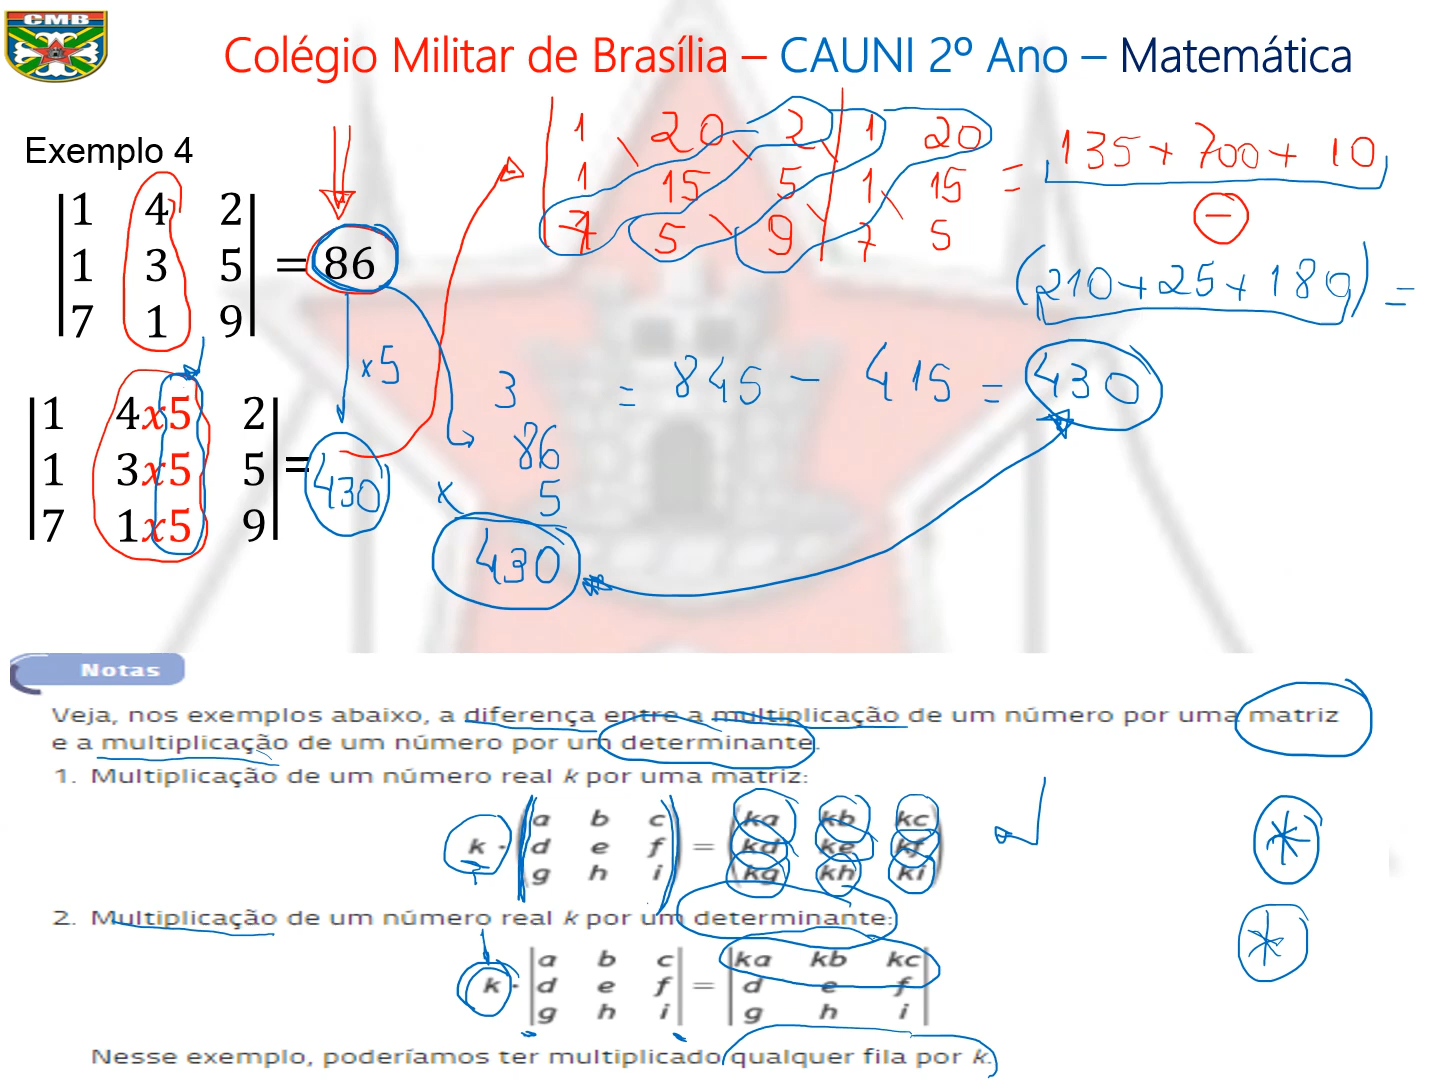 CMB
Colégio Militar de Brasília – CAUNI 2º Ano – Matemática
Exemplo 4
|1 4 2|
|1 3 5| = 86
|7 1 9|
x5
|1 4x5 2|
|1 3x5 5| = 430
|7 1x5 9|
1 20 2 | 1 20
1 15 5 | 1 15 = 135 + 700 + 10
7 5 9 | 7 5
−
(210 + 25 + 180) =
= 845 − 415 = 430
3
86
x 5
430
Notas
Veja, nos exemplos abaixo, a diferença entre a multiplicação de um número por uma matriz
e a multiplicação de um número por um determinante.
1. Multiplicação de um número real k por uma matriz:
(a b c) (ka kb kc)
k · (d e f) = (kd ke kf)
(g h i) (kg kh ki)
*
2. Multiplicação de um número real k por um determinante:
|a b c| |ka kb kc|
k · |d e f| = |d e f|
|g h i| |g h i|
*
Nesse exemplo, poderíamos ter multiplicado qualquer fila por k.